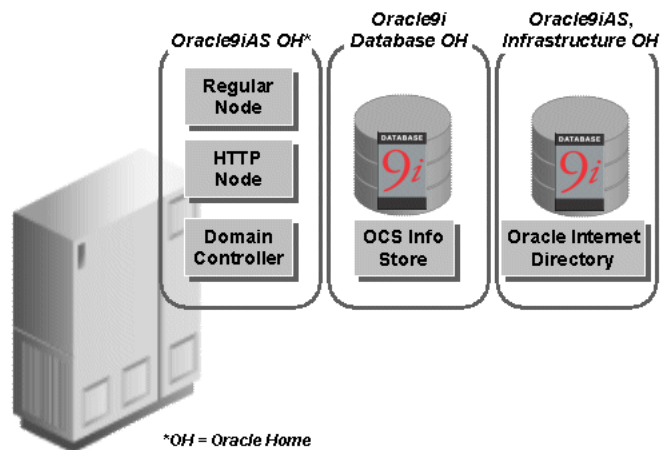 Oracle9iAS OH*
Oracle9i
Database OH
Oracle9iAS,
Infrastructure OH
Regular
Node
HTTP
Node
Domain
Controller
DATABASE
9i
OCS Info
Store
DATABASE
9i
Oracle Internet
Directory
*OH = Oracle Home